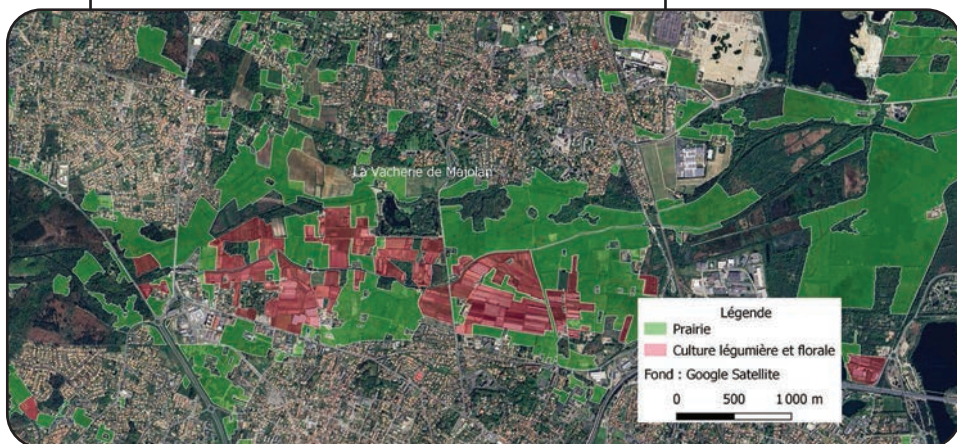 La Vacherie de Majolan
Légende
Prairie
Culture légumière et florale
Fond : Google Satellite
0 500 1 000 m